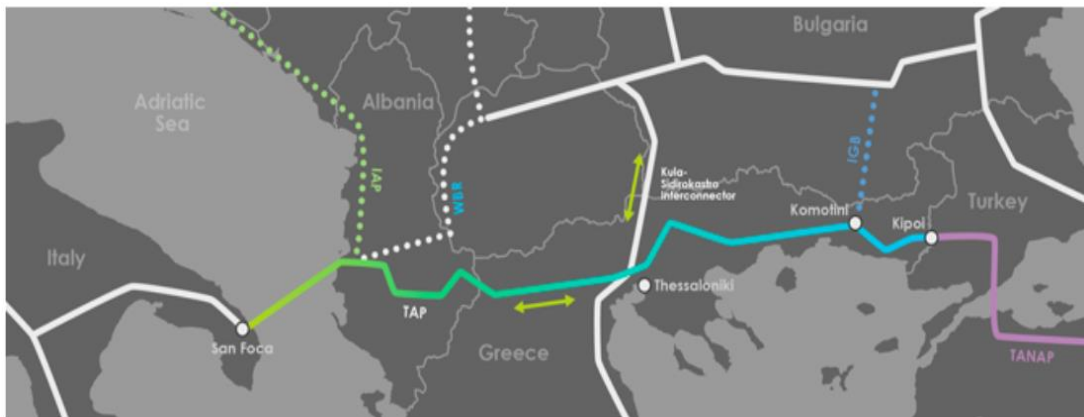 Bulgaria
Adriatic
Sea
Albania
IAP
WBR
IGB
Kula-
Sidirokastro
Interconnector
Turkey
Komotini
Kipoi
Italy
Thessaloniki
TAP
San Foca
Greece
TANAP